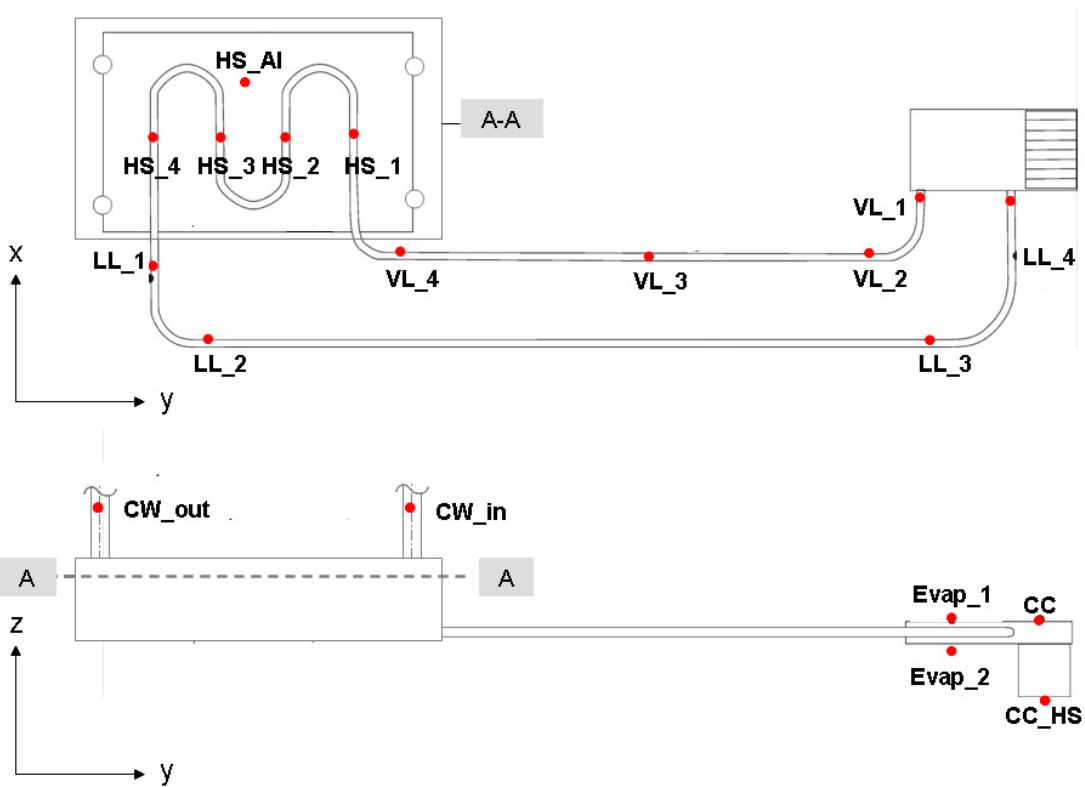 HS_Al
A-A
HS_4
HS_3
HS_2
HS_1
VL_1
x
LL_1
VL_4
VL_3
VL_2
LL_4
LL_2
LL_3
y
CW_out
CW_in
A
A
Evap_1
CC
z
Evap_2
CC_HS
y